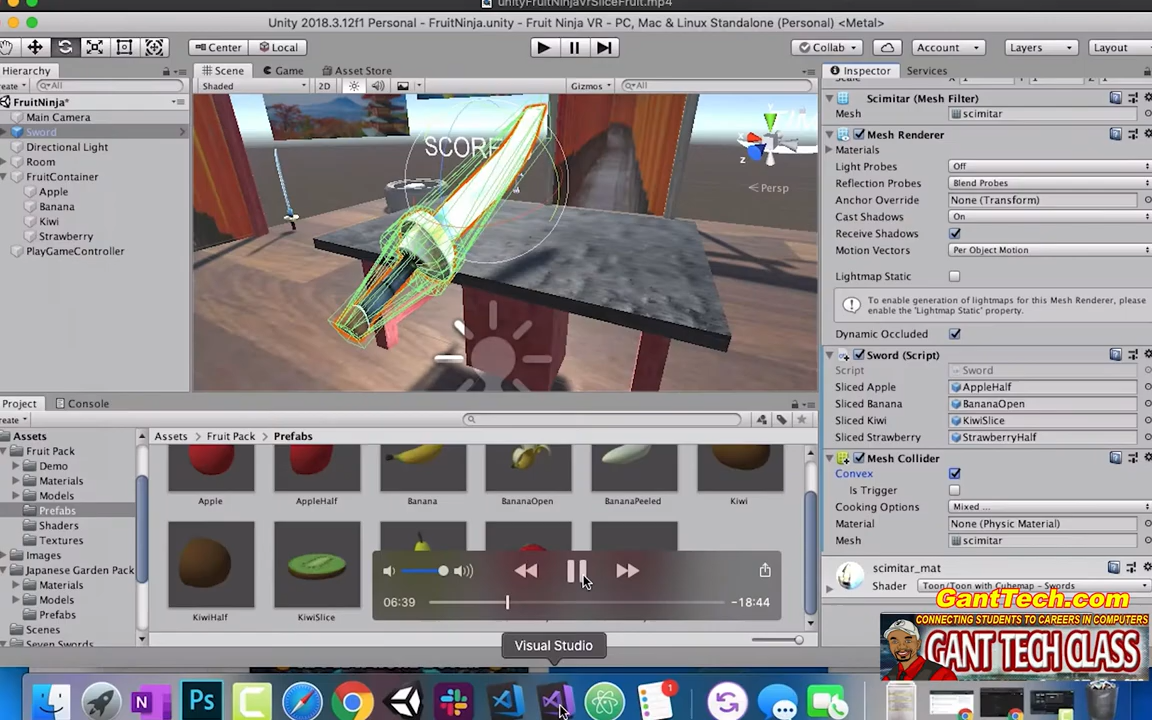 unityFruitNinjaVrSliceFruit.mp4
Unity 2018.3.12f1 Personal - FruitNinja.unity - Fruit Ninja VR - PC, Mac & Linux Standalone (Personal) <Metal>
Center Local Collab Account Layers Layout
Hierarchy Scene Game Asset Store Inspector Services
Shaded 2D Gizmos All
reate All
FruitNinja*
Main Camera
Sword
Directional Light
Room
FruitContainer
Apple
Banana
Kiwi
Strawberry
PlayGameController
SCORE
Persp
x
z
Scimitar (Mesh Filter)
Mesh scimitar
Mesh Renderer
Materials
Light Probes Off
Reflection Probes Blend Probes
Anchor Override None (Transform)
Cast Shadows On
Receive Shadows
Motion Vectors Per Object Motion
Lightmap Static
To enable generation of lightmaps for this Mesh Renderer, please
enable the 'Lightmap Static' property.
Dynamic Occluded
Sword (Script)
Script Sword
Sliced Apple AppleHalf
Sliced Banana BananaOpen
Sliced Kiwi KiwiSlice
Sliced Strawberry StrawberryHalf
Mesh Collider
Convex
Is Trigger
Cooking Options Mixed ...
Material None (Physic Material)
Mesh scimitar
scimitar_mat
Shader Toon/Toon with Cubemap - Swords
Project Console
reate
Assets
Fruit Pack
Demo
Materials
Models
Prefabs
Shaders
Textures
Images
Japanese Garden Pack
Materials
Models
Prefabs
Scenes
Seven Swords
Assets Fruit Pack Prefabs
Apple AppleHalf Banana BananaOpen BananaPeeled Kiwi
KiwiHalf KiwiSlice
06:39 -18:44
Visual Studio
GantTech.com
CONNECTING STUDENTS TO CAREERS IN COMPUTERS
GANT TECH CLASS
N Ps C 1